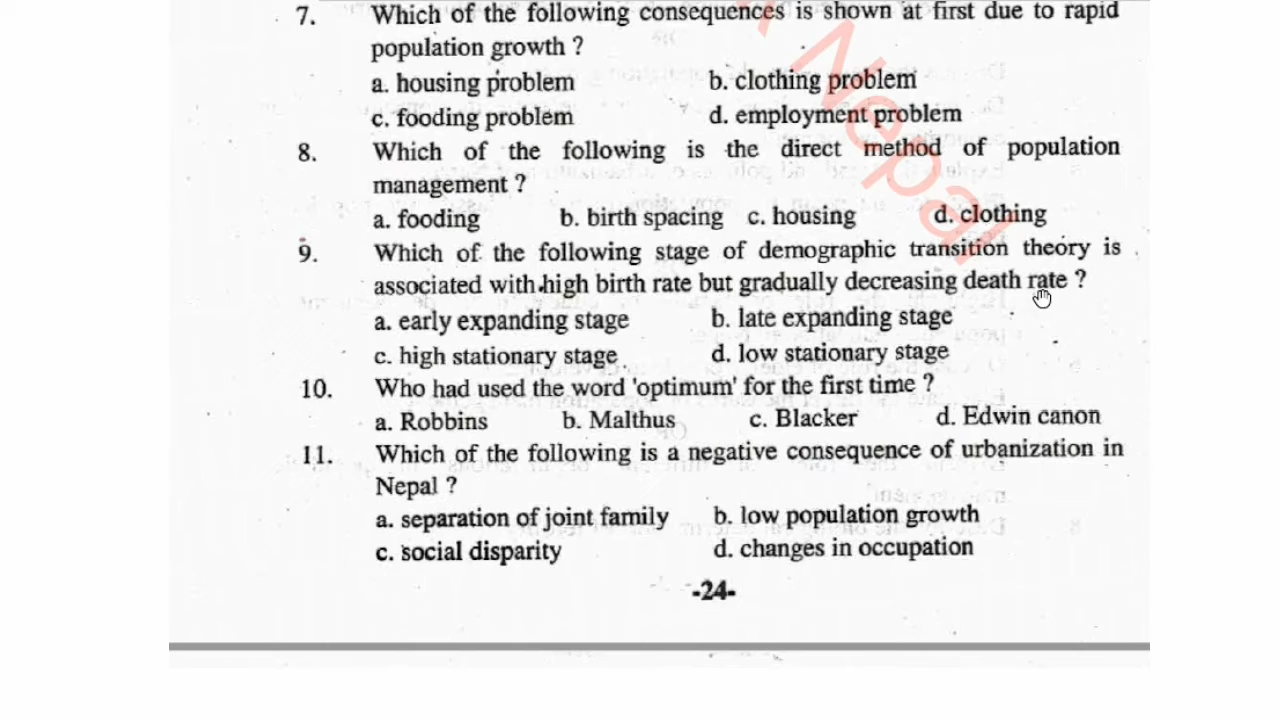 7. Which of the following consequences is shown at first due to rapid
population growth ?
a. housing problem b. clothing problem
c. fooding problem d. employment problem
8. Which of the following is the direct method of population
management ?
a. fooding b. birth spacing c. housing d. clothing
9. Which of the following stage of demographic transition theory is
associated with high birth rate but gradually decreasing death rate ?
a. early expanding stage b. late expanding stage
c. high stationary stage d. low stationary stage
10. Who had used the word 'optimum' for the first time ?
a. Robbins b. Malthus c. Blacker d. Edwin canon
11. Which of the following is a negative consequence of urbanization in
Nepal ?
a. separation of joint family b. low population growth
c. social disparity d. changes in occupation
-24-
Nepal